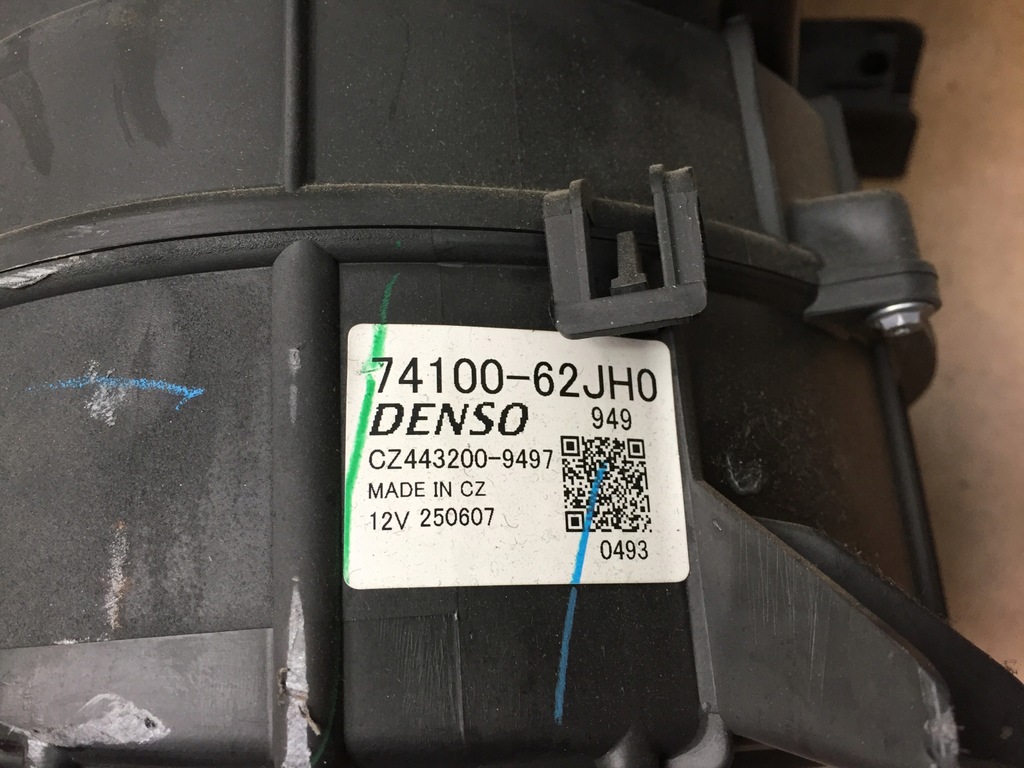 74100-62JH0
DENSO 949
CZ443200-9497
MADE IN CZ
12V 250607
0493